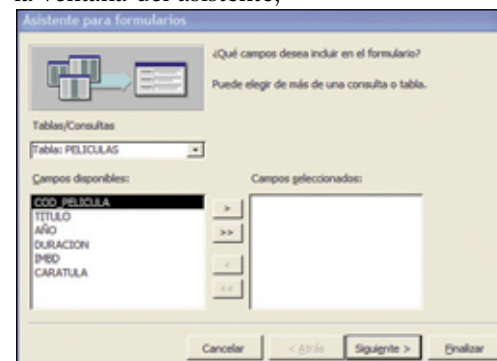 la ventana del asistente,
Asistente para formularios
¿Qué campos desea incluir en el formulario?
Puede elegir de más de una consulta o tabla.
Tablas/Consultas
Tabla: PELICULAS
Campos disponibles:
Campos seleccionados:
COD_PELICULA
TITULO
AÑO
DURACION
IMBD
CARATULA
>
>>
<
<<
Cancelar
< Atrás
Siguiente >
Finalizar